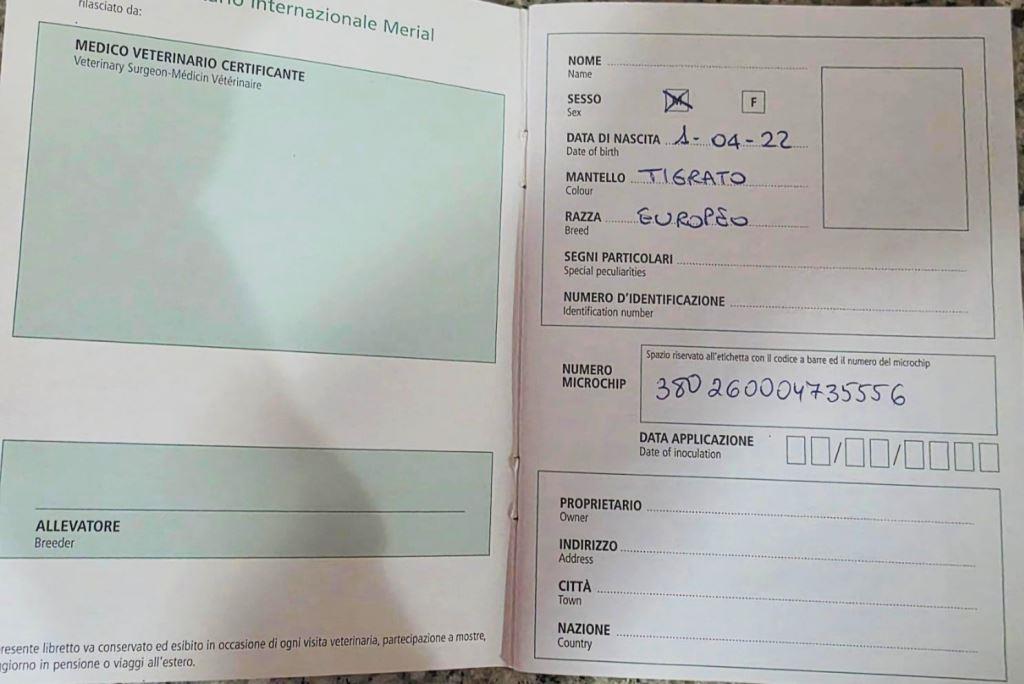 rilasciato da:
Internazionale Merial
MEDICO VETERINARIO CERTIFICANTE
Veterinary Surgeon-Médicin Vétérinaire
ALLEVATORE
Breeder
presente libretto va conservato ed esibito in occasione di ogni visita veterinaria, partecipazione a mostre,
in pensione o viaggi all'estero.
NOME
Name
SESSO M F
Sex
DATA DI NASCITA 1-04-22
Date of birth
MANTELLO TIGRATO
Colour
RAZZA EUROPEO
Breed
SEGNI PARTICOLARI
Special peculiarities
NUMERO D'IDENTIFICAZIONE
Identification number
Spazio riservato all'etichetta con il codice a barre ed il numero del microchip
NUMERO
MICROCHIP
380260004735556
DATA APPLICAZIONE
Date of inoculation
PROPRIETARIO
Owner
INDIRIZZO
Address
CITTÀ
Town
NAZIONE
Country